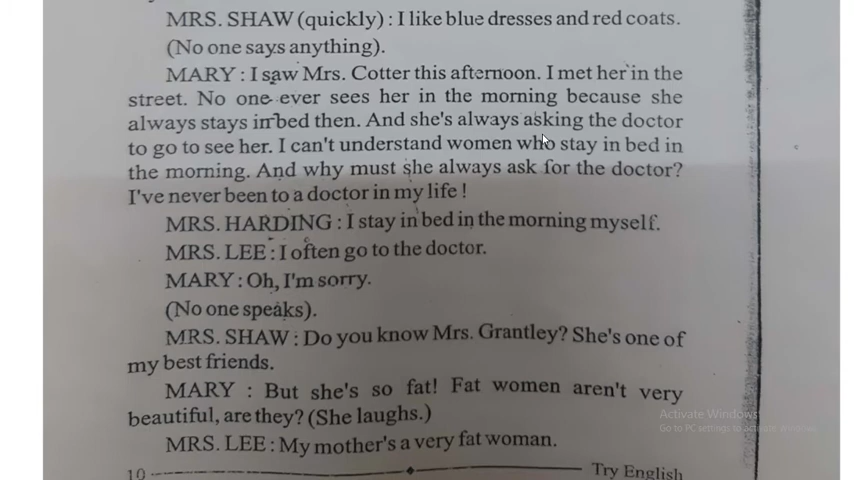 MRS. SHAW (quickly) : I like blue dresses and red coats.
(No one says anything).
MARY : I saw Mrs. Cotter this afternoon. I met her in the
street. No one ever sees her in the morning because she
always stays in bed then. And she's always asking the doctor
to go to see her. I can't understand women who stay in bed in
the morning. And why must she always ask for the doctor?
I've never been to a doctor in my life !
MRS. HARDING : I stay in bed in the morning myself.
MRS. LEE : I often go to the doctor.
MARY : Oh, I'm sorry.
(No one speaks).
MRS. SHAW : Do you know Mrs. Grantley? She's one of
my best friends.
MARY : But she's so fat! Fat women aren't very
beautiful, are they? (She laughs.)
Activate Windows
Go to PC settings to activate Windows.
MRS. LEE : My mother's a very fat woman.
10 Try English